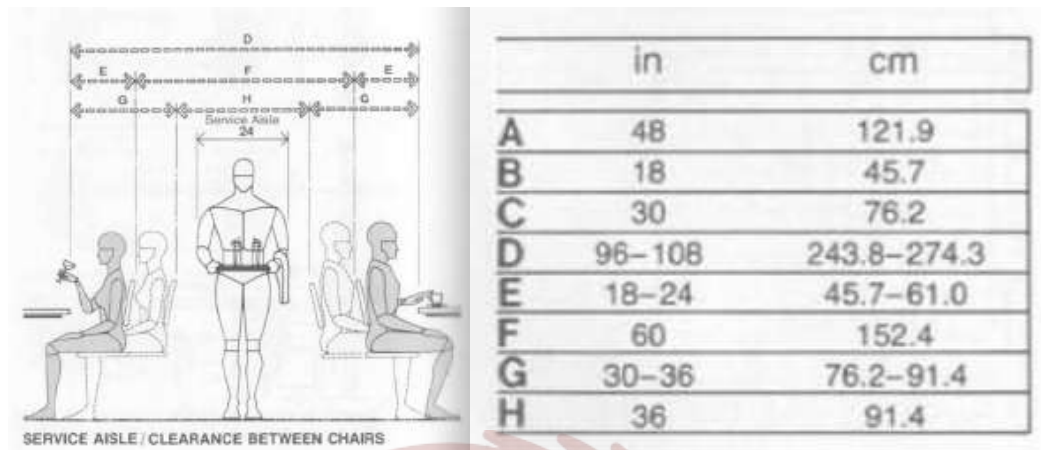 D
E F E
G H G
Service Aisle
24
SERVICE AISLE / CLEARANCE BETWEEN CHAIRS
in cm
A 48 121.9
B 18 45.7
C 30 76.2
D 96–108 243.8–274.3
E 18–24 45.7–61.0
F 60 152.4
G 30–36 76.2–91.4
H 36 91.4